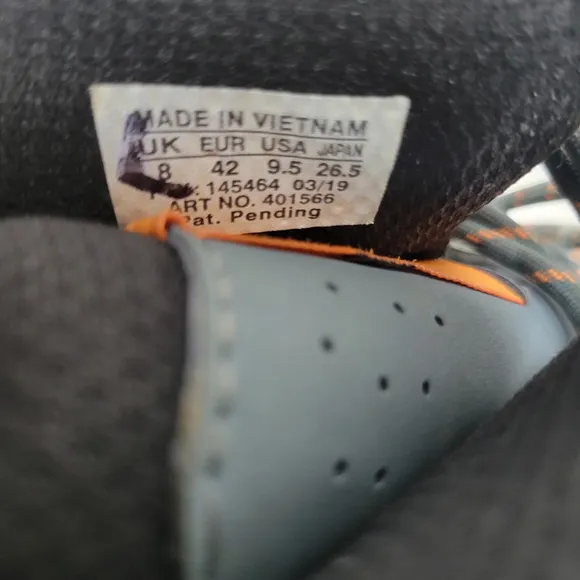 MADE IN VIETNAM
UK EUR USA JAPAN
8 42 9.5 26.5
145464 03/19
ART NO. 401566
Pat. Pending